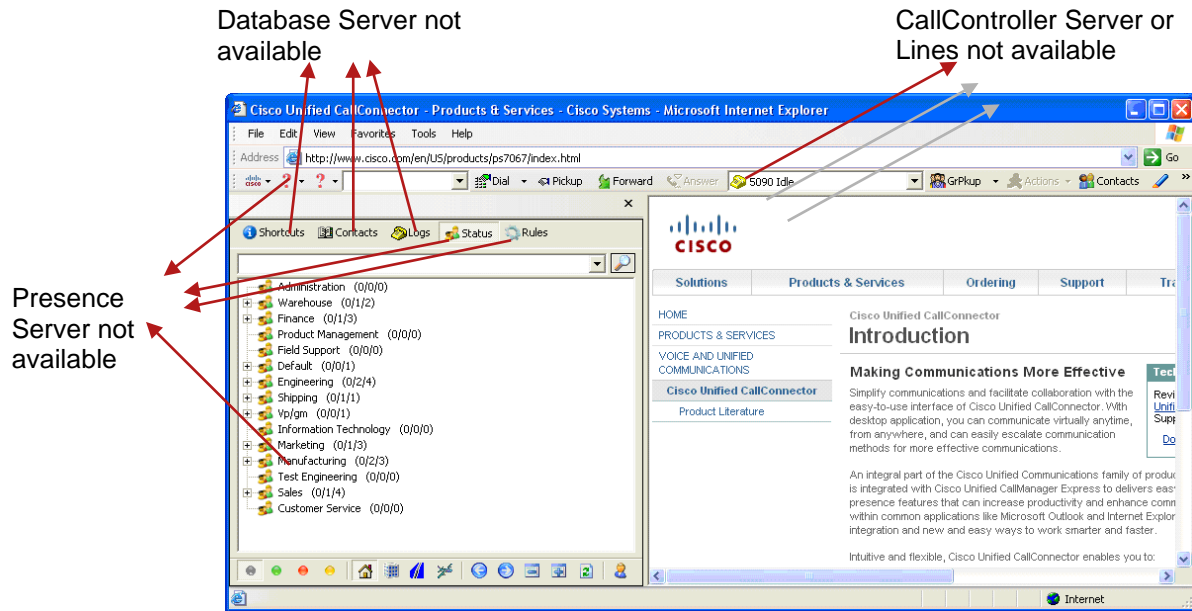 Database Server not
available
CallController Server or
Lines not available
Presence
Server not
available
Cisco Unified CallConnector - Products & Services - Cisco Systems - Microsoft Internet Explorer
File Edit View Favorites Tools Help
Address http://www.cisco.com/en/US/products/ps7067/index.html Go
cisco ? ? Dial Pickup Forward Answer 5090 Idle GrPkup Actions Contacts »
Shortcuts Contacts Logs Status Rules
Administration (0/0/0)
Warehouse (0/1/2)
Finance (0/1/3)
Product Management (0/0/0)
Field Support (0/0/0)
Default (0/0/1)
Engineering (0/2/4)
Shipping (0/1/1)
Vp/gm (0/0/1)
Information Technology (0/0/0)
Marketing (0/1/3)
Manufacturing (0/2/3)
Test Engineering (0/0/0)
Sales (0/1/4)
Customer Service (0/0/0)
CISCO
Solutions Products & Services Ordering Support Tra
HOME
PRODUCTS & SERVICES
VOICE AND UNIFIED
COMMUNICATIONS
Cisco Unified CallConnector
Product Literature
Cisco Unified CallConnector
Introduction
Making Communications More Effective
Simplify communications and facilitate collaboration with the
easy-to-use interface of Cisco Unified CallConnector. With
desktop application, you can communicate virtually anytime,
from anywhere, and can easily escalate communication
methods for more effective communications.
Tech
Revi
Unifi
Supp
Do
An integral part of the Cisco Unified Communications family of produc
is integrated with Cisco Unified CallManager Express to delivers easy
presence features that can increase productivity and enhance comm
within common applications like Microsoft Outlook and Internet Explor
integration and new and easy ways to work smarter and faster.
Intuitive and flexible, Cisco Unified CallConnector enables you to:
Internet